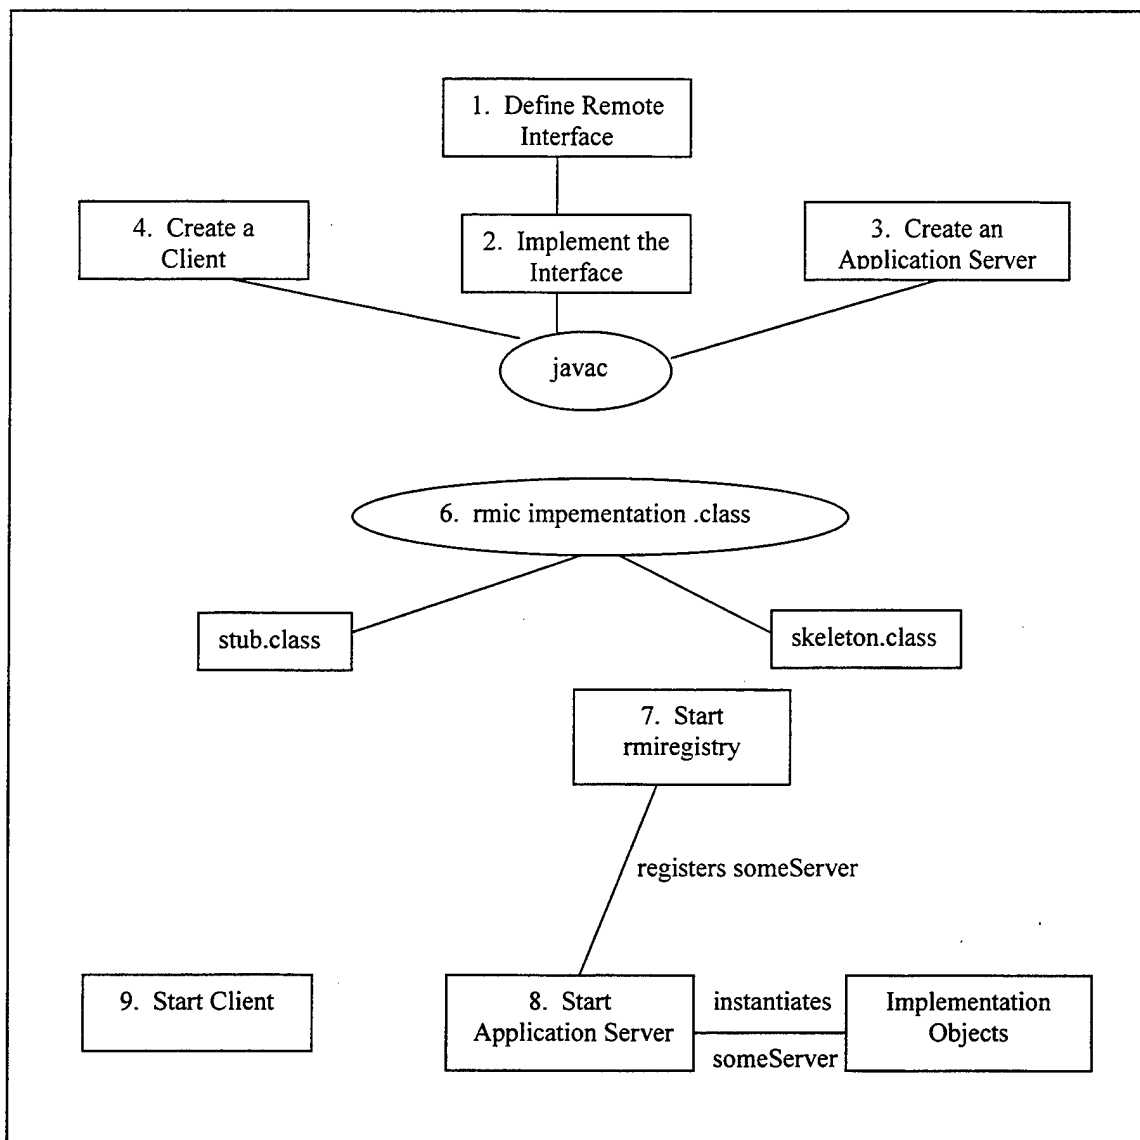 1. Define Remote
Interface
4. Create a
Client
2. Implement the
Interface
3. Create an
Application Server
javac
6. rmic impementation .class
stub.class
skeleton.class
7. Start
rmiregistry
registers someServer
9. Start Client
8. Start
Application Server
instantiates
someServer
Implementation
Objects